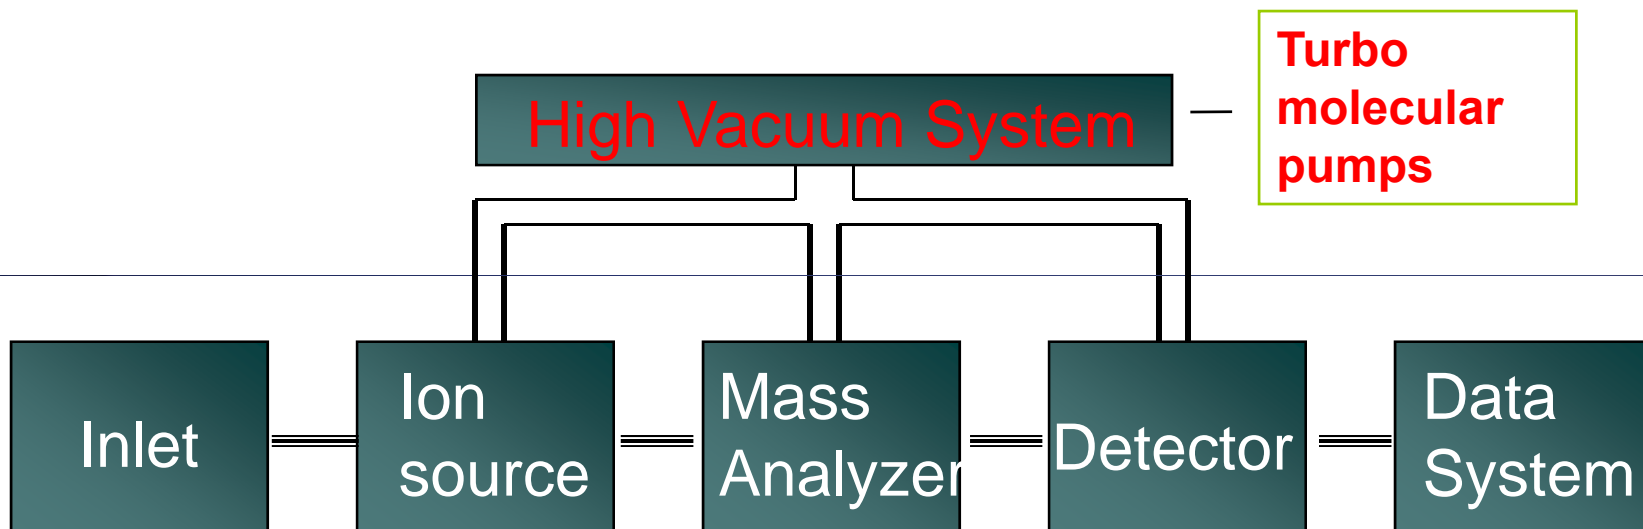 Turbo
molecular
pumps
High Vacuum System
Inlet
Ion
source
Mass
Analyzer
Detector
Data
System